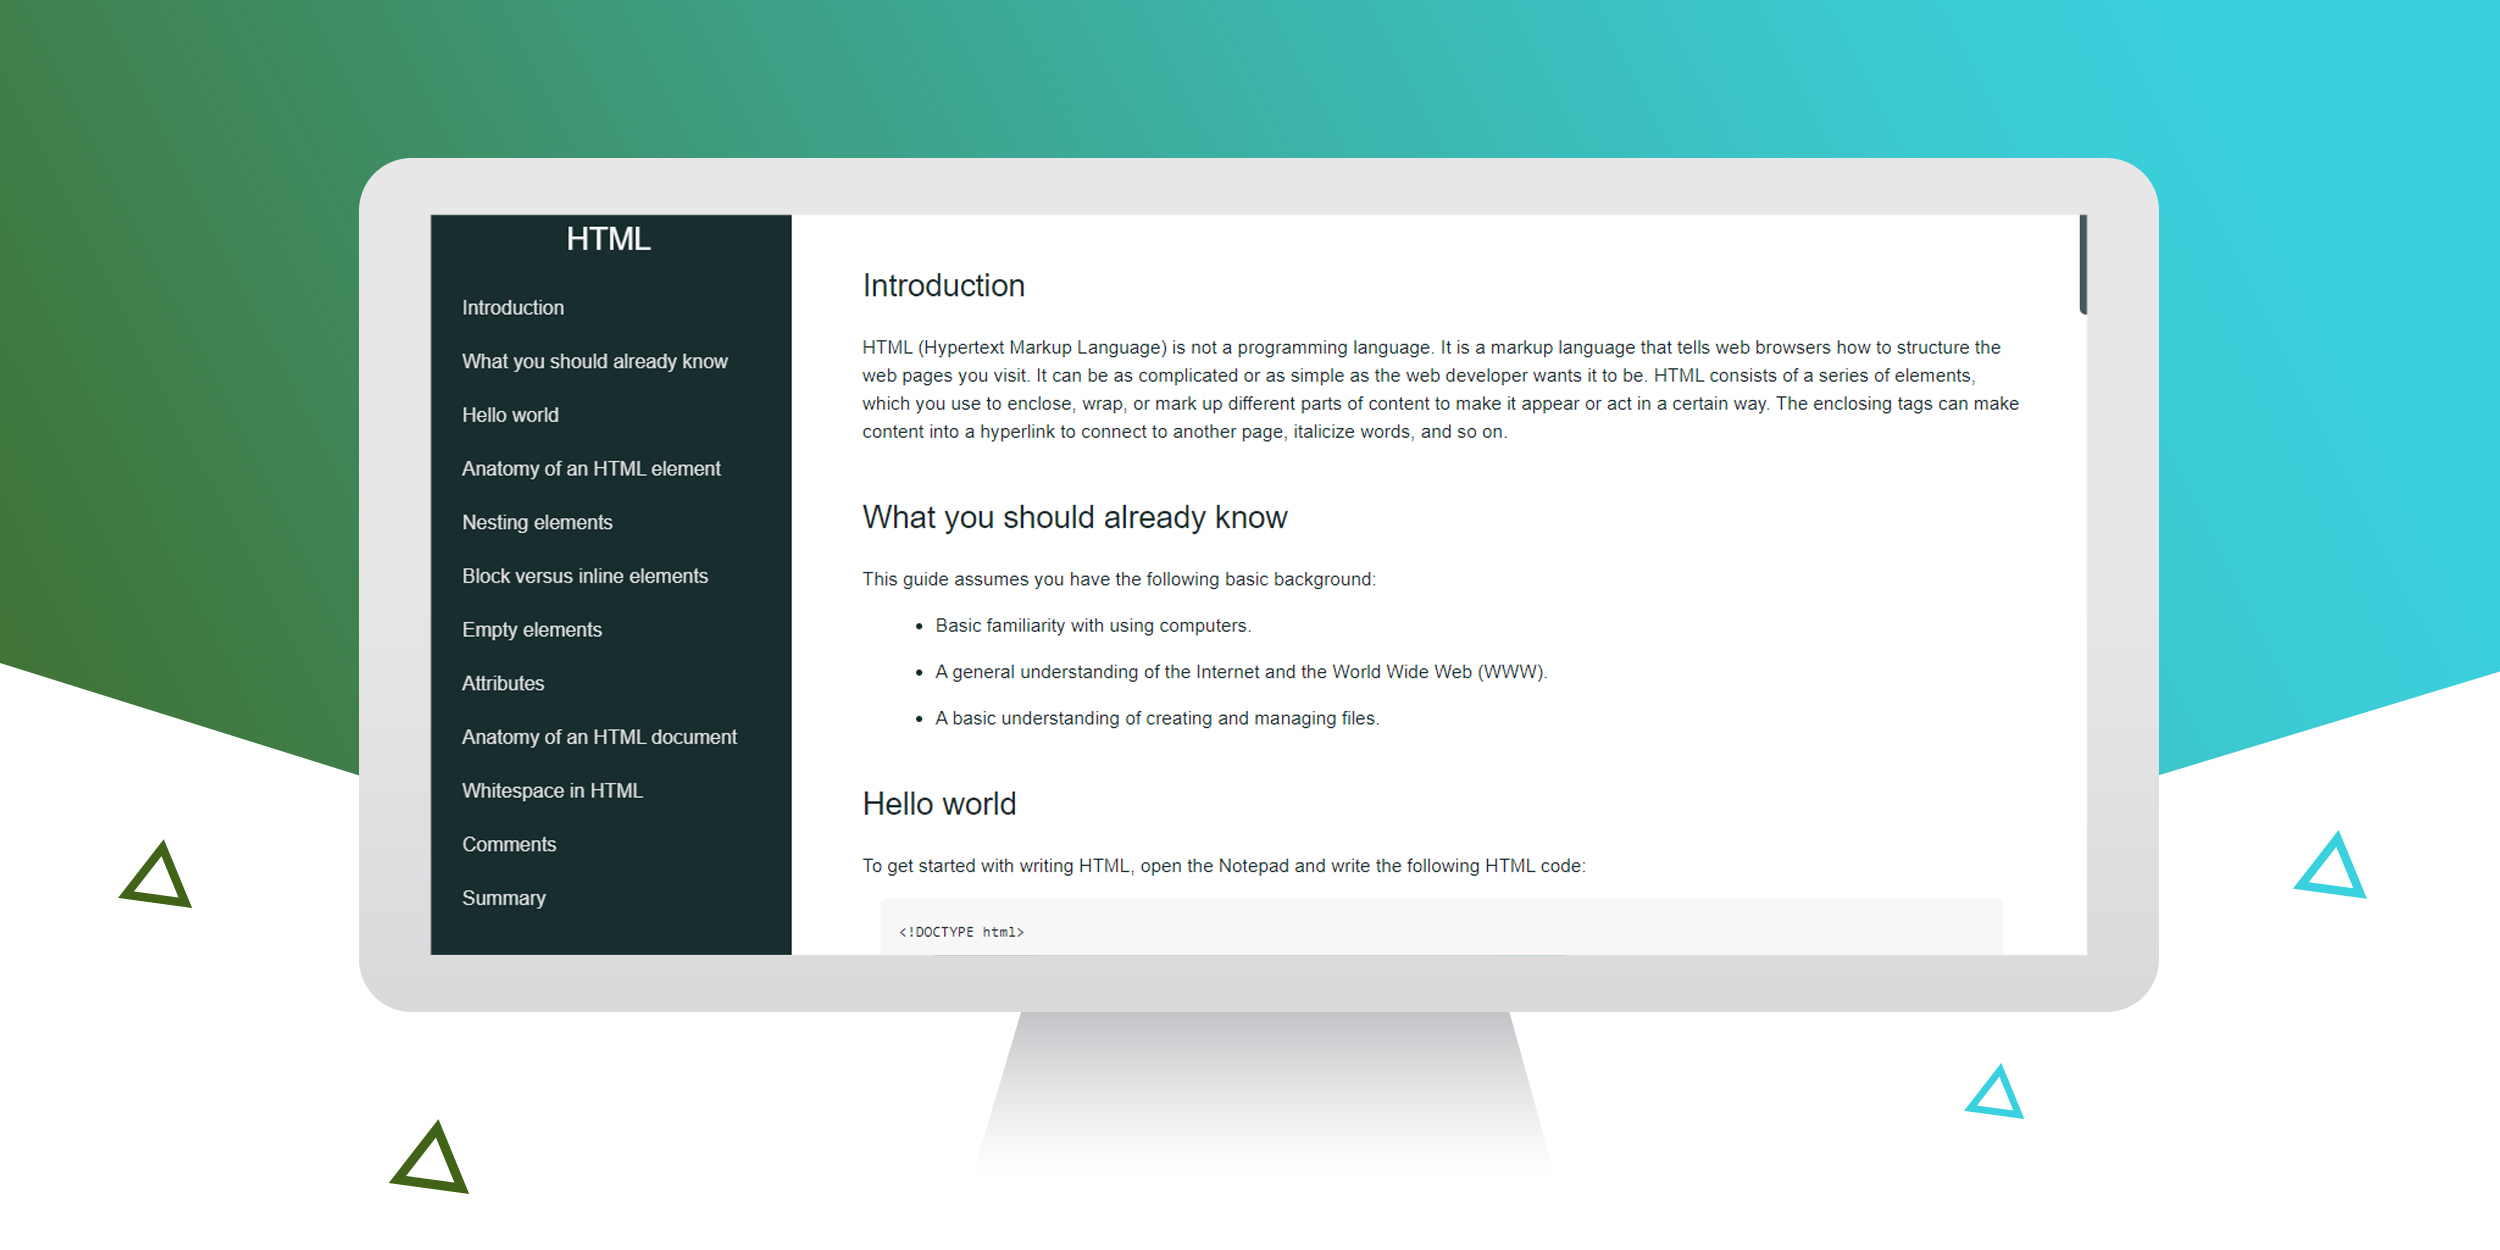 HTML
Introduction
What you should already know
Hello world
Anatomy of an HTML element
Nesting elements
Block versus inline elements
Empty elements
Attributes
Anatomy of an HTML document
Whitespace in HTML
Comments
Summary
Introduction
HTML (Hypertext Markup Language) is not a programming language. It is a markup language that tells web browsers how to structure the
web pages you visit. It can be as complicated or as simple as the web developer wants it to be. HTML consists of a series of elements,
which you use to enclose, wrap, or mark up different parts of content to make it appear or act in a certain way. The enclosing tags can make
content into a hyperlink to connect to another page, italicize words, and so on.
What you should already know
This guide assumes you have the following basic background:
• Basic familiarity with using computers.
• A general understanding of the Internet and the World Wide Web (WWW).
• A basic understanding of creating and managing files.
Hello world
To get started with writing HTML, open the Notepad and write the following HTML code:
<!DOCTYPE html>